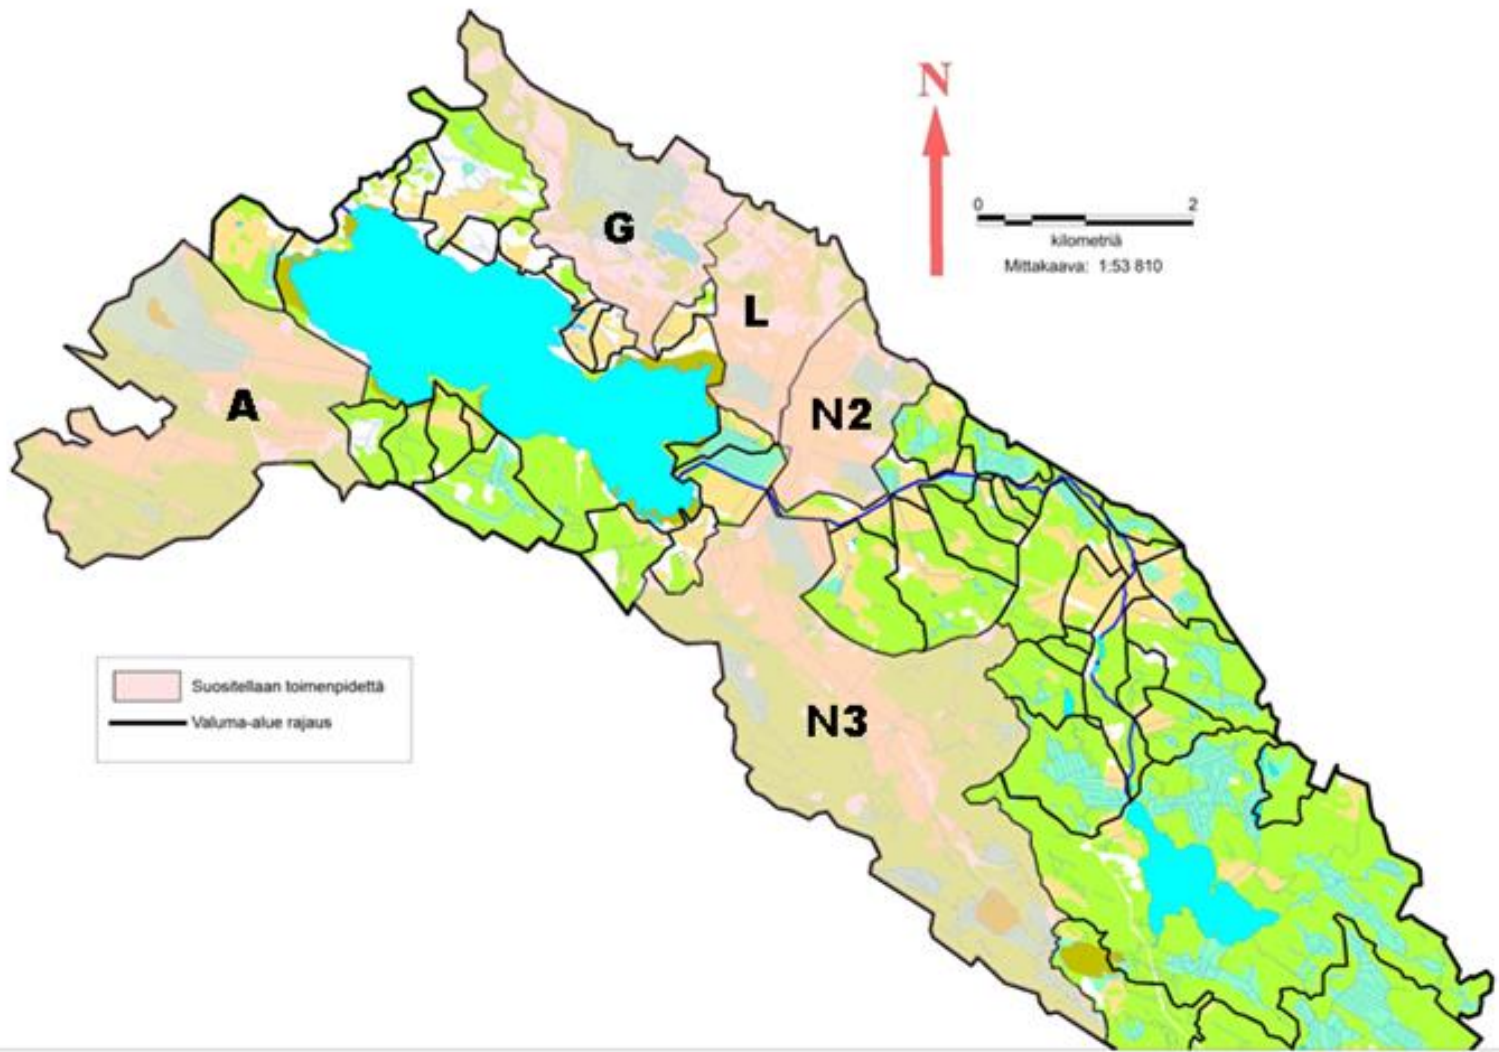 N
0 2
kilometriä
Mittakaava: 1:53 810
G
L
A
N2
N3
Suositellaan toimenpidettä
Valuma-alue rajaus